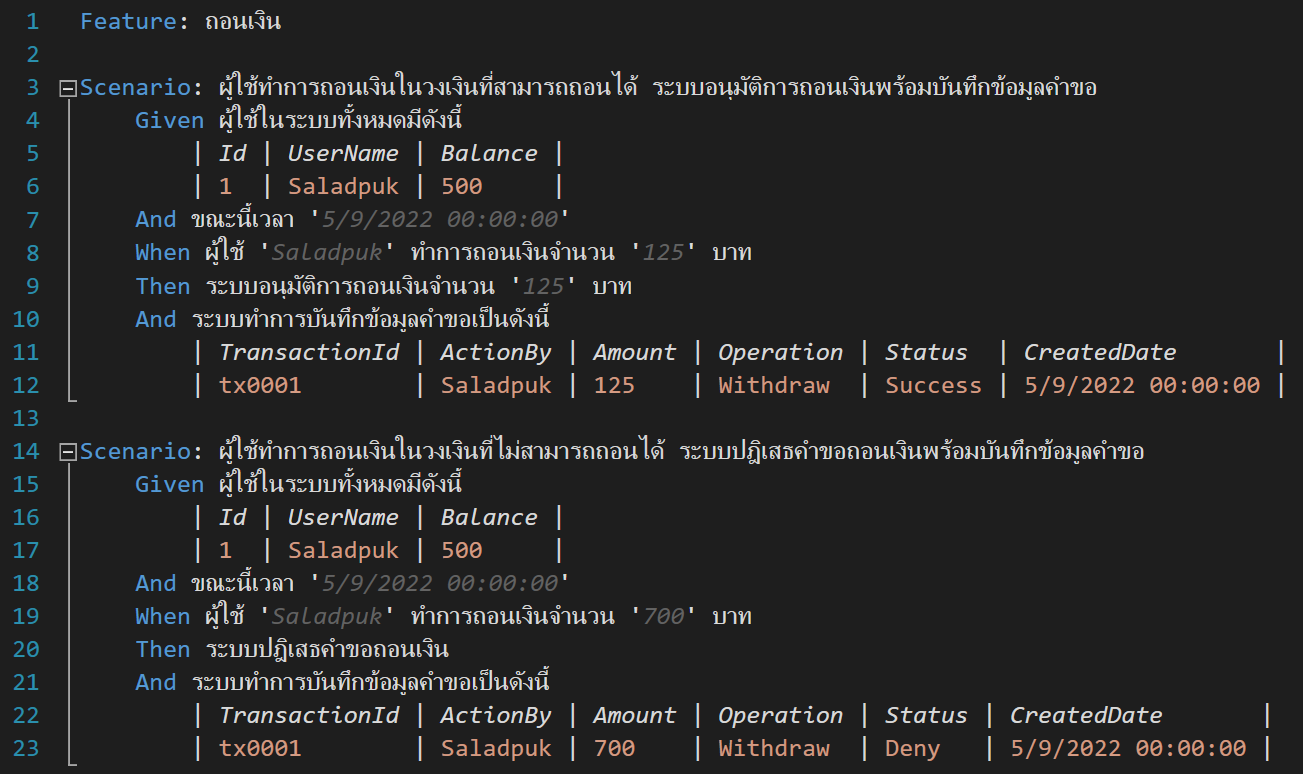 1 Feature: ถอนเงิน
2
3 Scenario: ผู้ใช้ทำการถอนเงินในวงเงินที่สามารถถอนได้ ระบบอนุมัติการถอนเงินพร้อมบันทึกข้อมูลคำขอ
4 Given ผู้ใช้ในระบบทั้งหมดมีดังนี้
5 | Id | UserName | Balance |
6 | 1 | Saladpuk | 500 |
7 And ขณะนี้เวลา '5/9/2022 00:00:00'
8 When ผู้ใช้ 'Saladpuk' ทำการถอนเงินจำนวน '125' บาท
9 Then ระบบอนุมัติการถอนเงินจำนวน '125' บาท
10 And ระบบทำการบันทึกข้อมูลคำขอเป็นดังนี้
11 | TransactionId | ActionBy | Amount | Operation | Status | CreatedDate |
12 | tx0001 | Saladpuk | 125 | Withdraw | Success | 5/9/2022 00:00:00 |
13
14 Scenario: ผู้ใช้ทำการถอนเงินในวงเงินที่ไม่สามารถถอนได้ ระบบปฎิเสธคำขอถอนเงินพร้อมบันทึกข้อมูลคำขอ
15 Given ผู้ใช้ในระบบทั้งหมดมีดังนี้
16 | Id | UserName | Balance |
17 | 1 | Saladpuk | 500 |
18 And ขณะนี้เวลา '5/9/2022 00:00:00'
19 When ผู้ใช้ 'Saladpuk' ทำการถอนเงินจำนวน '700' บาท
20 Then ระบบปฎิเสธคำขอถอนเงิน
21 And ระบบทำการบันทึกข้อมูลคำขอเป็นดังนี้
22 | TransactionId | ActionBy | Amount | Operation | Status | CreatedDate |
23 | tx0001 | Saladpuk | 700 | Withdraw | Deny | 5/9/2022 00:00:00 |